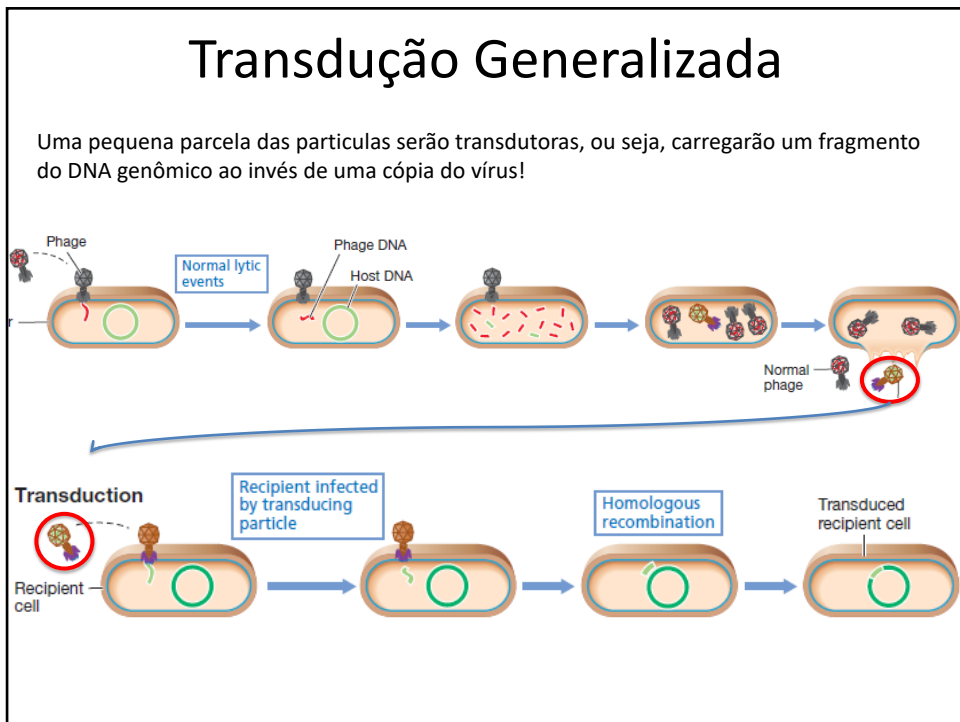 Transdução Generalizada
Uma pequena parcela das particulas serão transdutoras, ou seja, carregarão um fragmento
do DNA genômico ao invés de uma cópia do vírus!
Phage
Normal lytic
events
Phage DNA
Host DNA
r
Normal
phage
Transduction
Recipient infected
by transducing
particle
Homologous
recombination
Transduced
recipient cell
Recipient
cell